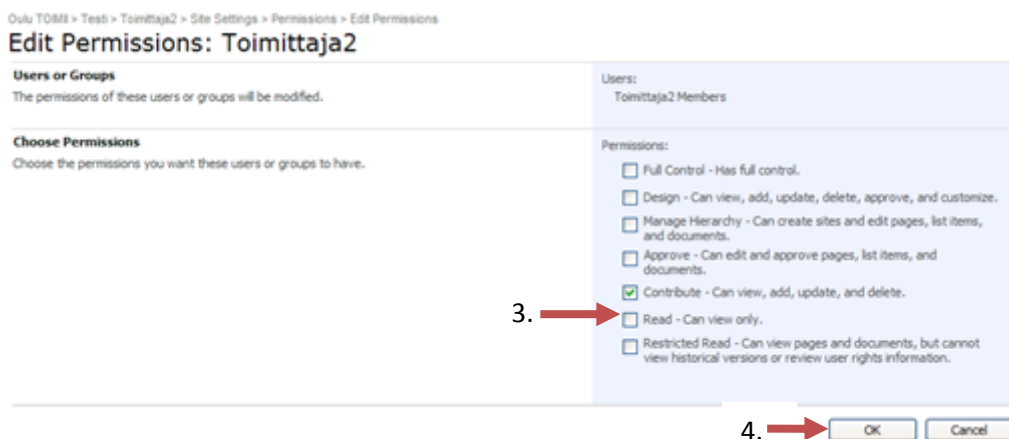 Oulu TOIMII > Testi > Toimittaja2 > Site Settings > Permissions > Edit Permissions
Edit Permissions: Toimittaja2
Users or Groups
The permissions of these users or groups will be modified.
Users:
Toimittaja2 Members
Choose Permissions
Choose the permissions you want these users or groups to have.
Permissions:
Full Control - Has full control.
Design - Can view, add, update, delete, approve, and customize.
Manage Hierarchy - Can create sites and edit pages, list items,
and documents.
Approve - Can edit and approve pages, list items, and
documents.
Contribute - Can view, add, update, and delete.
3.
Read - Can view only.
Restricted Read - Can view pages and documents, but cannot
view historical versions or review user rights information.
4.
OK
Cancel